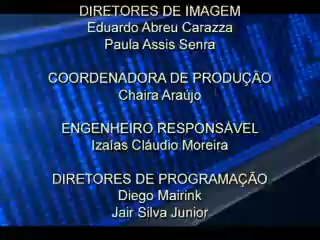 DIRETORES DE IMAGEM
Eduardo Abreu Carazza
Paula Assis Senra
COORDENADORA DE PRODUÇÃO
Chaira Araújo
ENGENHEIRO RESPONSÁVEL
Izaías Cláudio Moreira
DIRETORES DE PROGRAMAÇÃO
Diego Mairink
Jair Silva Junior